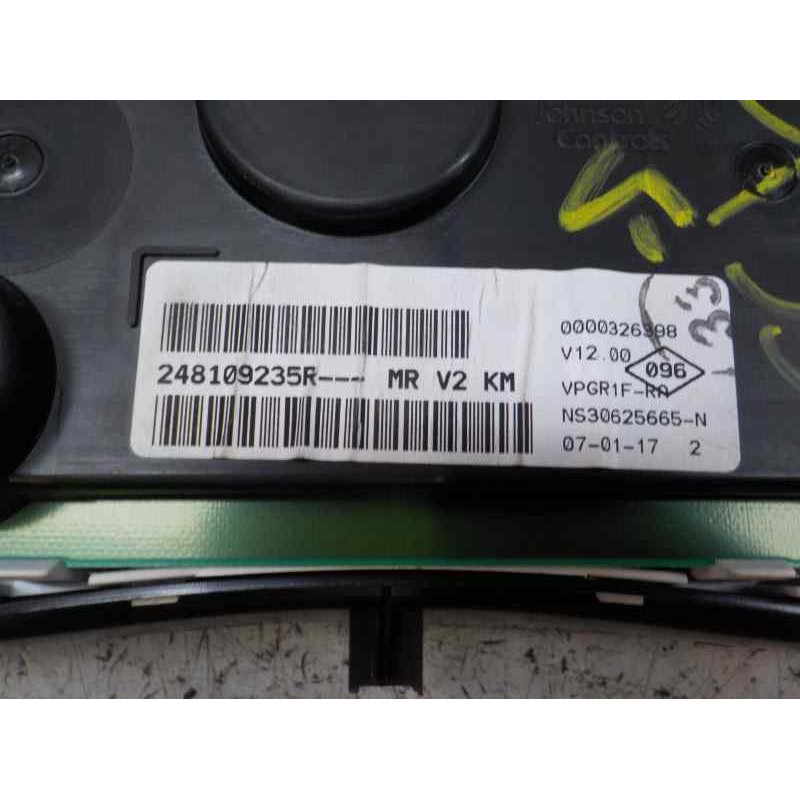 Johnson
Controls
0000326398
V12.00
096
248109235R--- MR V2 KM
VPGR1F-RA
NS30625665-N
07-01-17 2